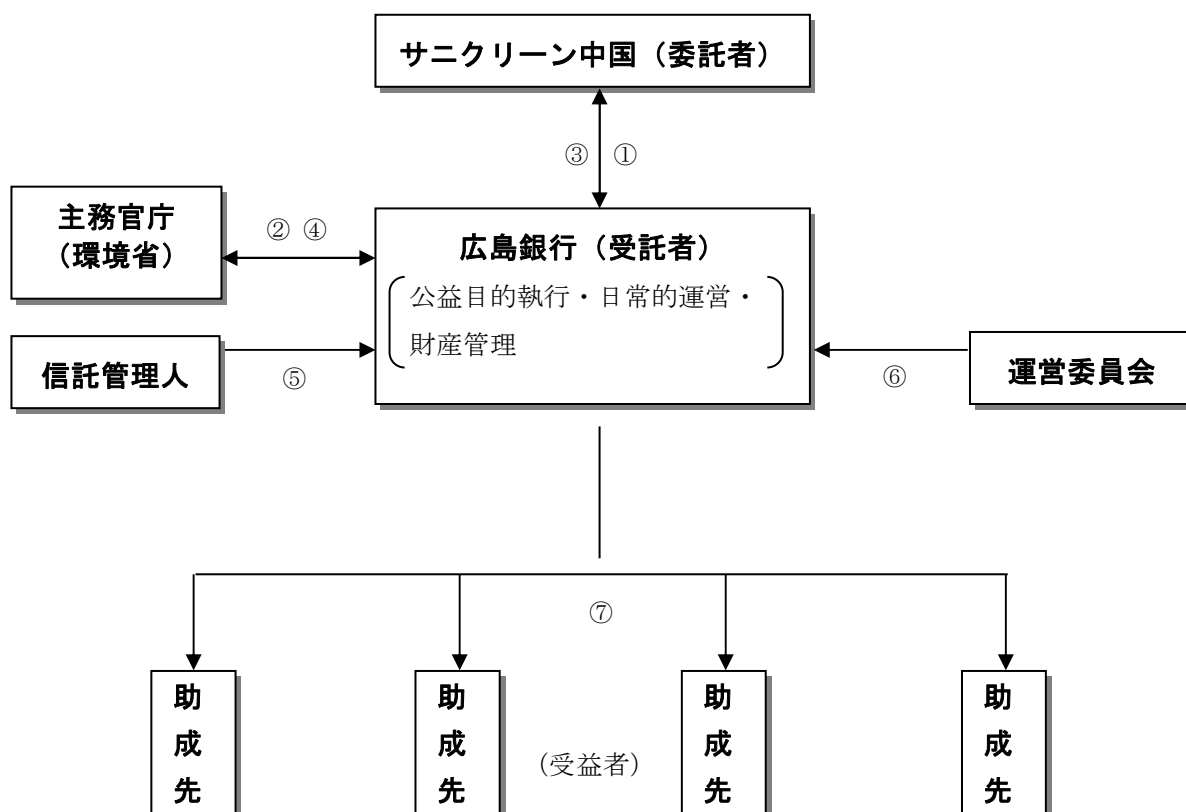 サニクリーン中国（委託者）
③ ①
主務官庁
（環境省）
② ④
広島銀行（受託者）
公益目的執行・日常的運営・
財産管理
信託管理人
⑤
⑥
運営委員会
⑦
助成先
助成先
（受益者）
助成先
助成先